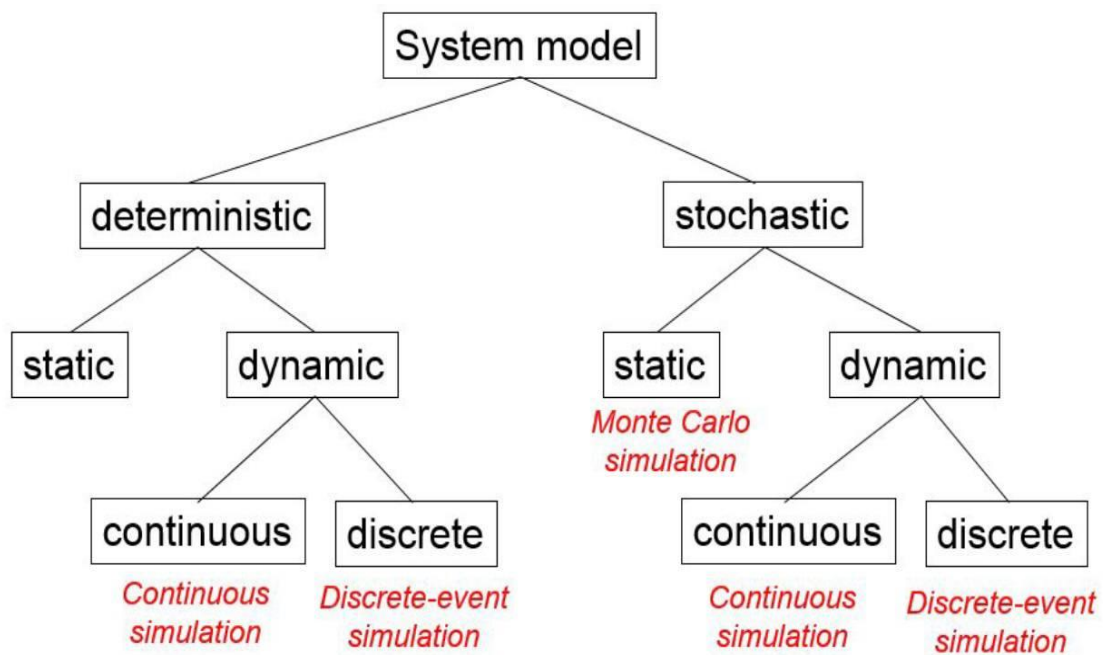 System model
deterministic
stochastic
static
dynamic
static
dynamic
Monte Carlo
simulation
continuous
discrete
continuous
discrete
Continuous
simulation
Discrete-event
simulation
Continuous
simulation
Discrete-event
simulation